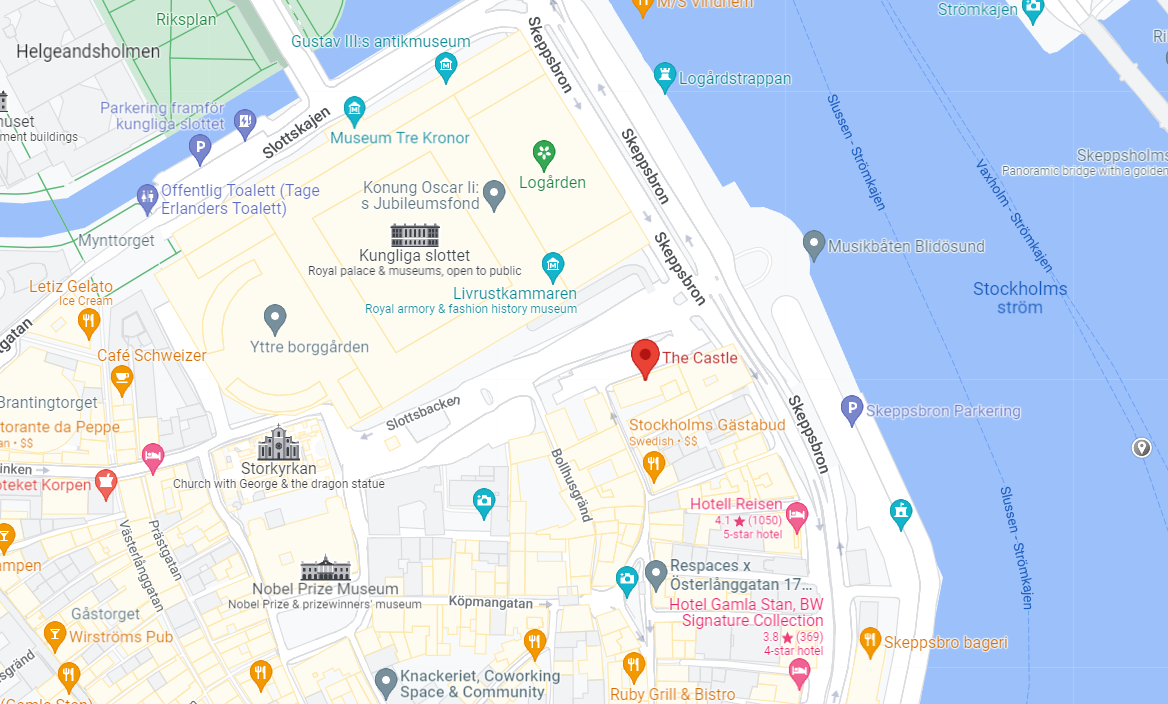 Riksplan
M/S Vindhem
Strömkajen
Helgeandsholmen
Gustav III:s antikmuseum
Skeppsbron
Logårdstrappan
Parkering framför
kungliga slottet
Slottskajen
Museum Tre Kronor
Slussen - Strömkajen
uset
ment buildings
Skeppsbron
Skeppsholms
Panoramic bridge with a golden
Vaxholm - Strömkajen
Logården
Offentlig Toalett (Tage
Erlanders Toalett)
Konung Oscar Ii:
s Jubileumsfond
Mynttorget
Kungliga slottet
Royal palace & museums, open to public
Skeppsbron
Musikbåten Blidösund
Letiz Gelato
Ice Cream
Livrustkammaren
Royal armory & fashion history museum
Stockholms
ström
tgatan
Yttre borggården
Café Schweizer
The Castle
Brantingtorget
Slottsbacken
Skeppsbron
Skeppsbron Parkering
torante da Peppe
an • $$
Stockholms Gästabud
Swedish • $$
inken
Storkyrkan
Church with George & the dragon statue
oteket Korpen
Bollhusgränd
Hotell Reisen
4.1 ★ (1050)
5-star hotel
Slussen - Strömkajen
Västerlånggatan
Prästgatan
ampen
Respaces x
Österlånggatan 17...
Nobel Prize Museum
Nobel Prize & prizewinners' museum
Köpmangatan
Hotel Gamla Stan, BW
Signature Collection
3.8 ★ (369)
4-star hotel
Gåstorget
Wirströms Pub
Skeppsbro bageri
sgränd
Knackeriet, Coworking
Space & Community
Ruby Grill & Bistro
(Gamla Stan)